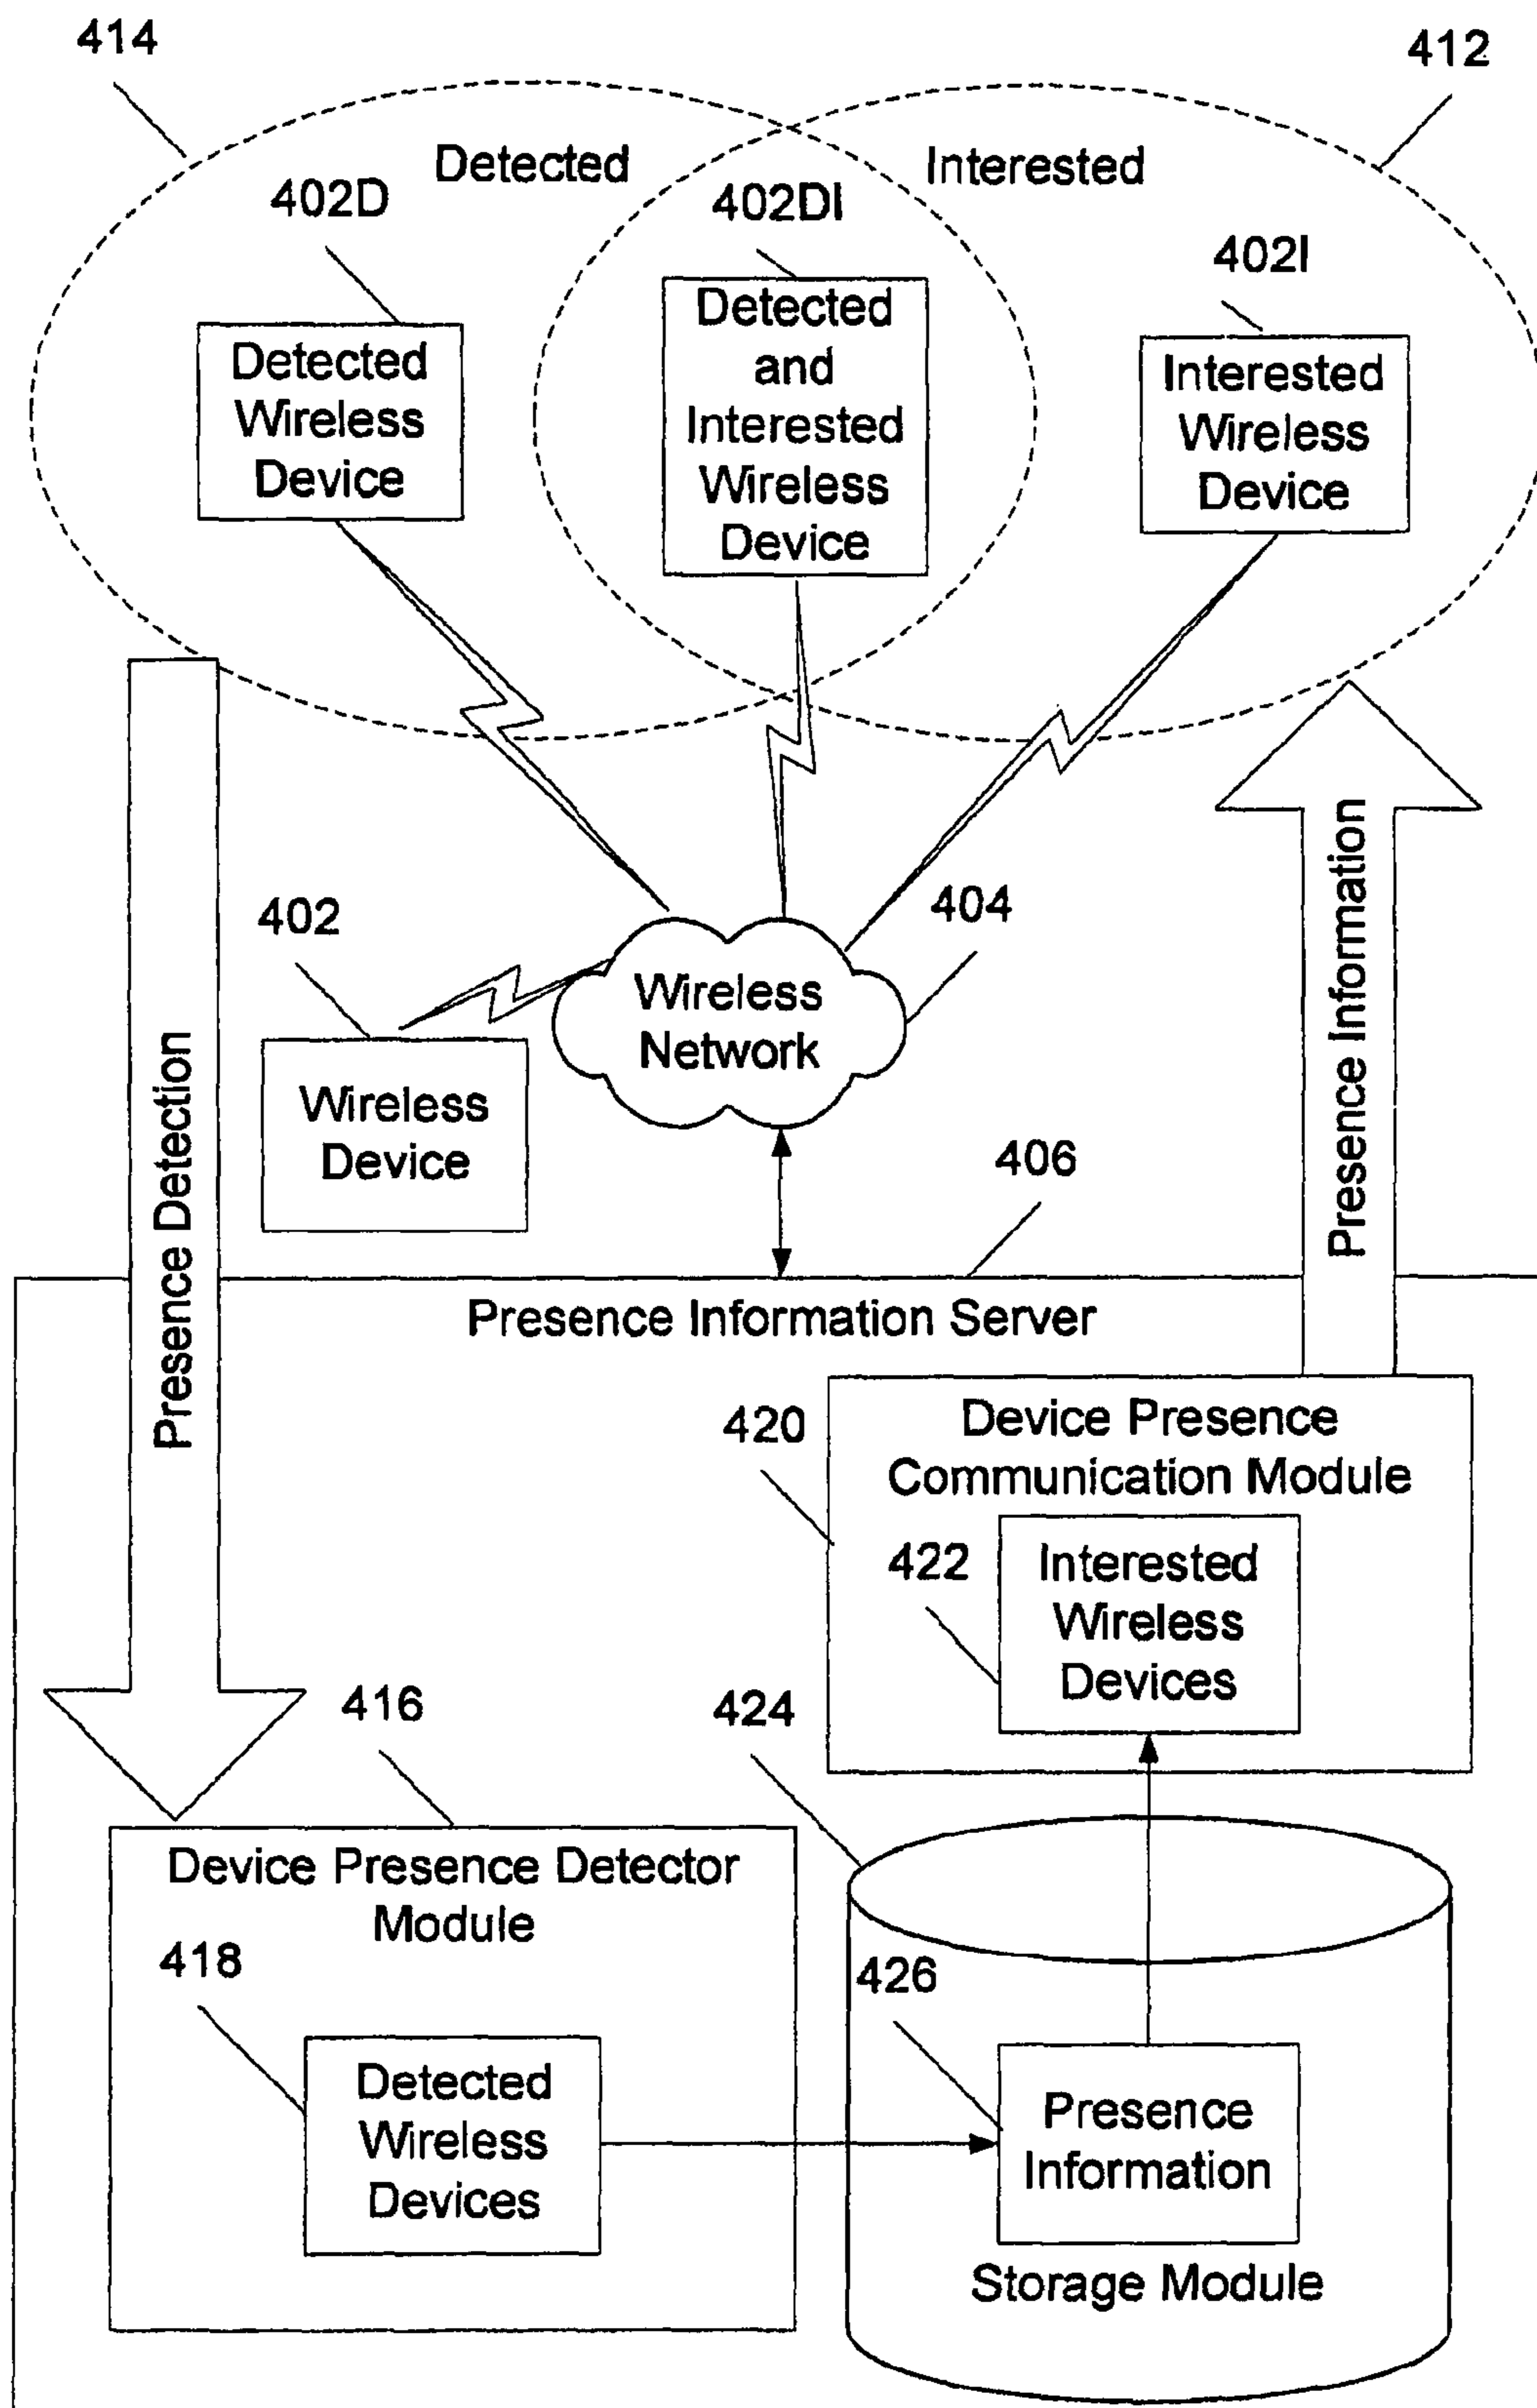 414
412
Detected
Interested
402D
402DI
402I
Detected
Wireless
Device
Detected
and
Interested
Wireless
Device
Interested
Wireless
Device
402
404
Wireless
Network
Wireless
Device
Presence Detection
Presence Information
406
Presence Information Server
420
Device Presence
Communication Module
422
Interested
Wireless
Devices
416
424
Device Presence Detector
Module
418
426
Detected
Wireless
Devices
Presence
Information
Storage Module